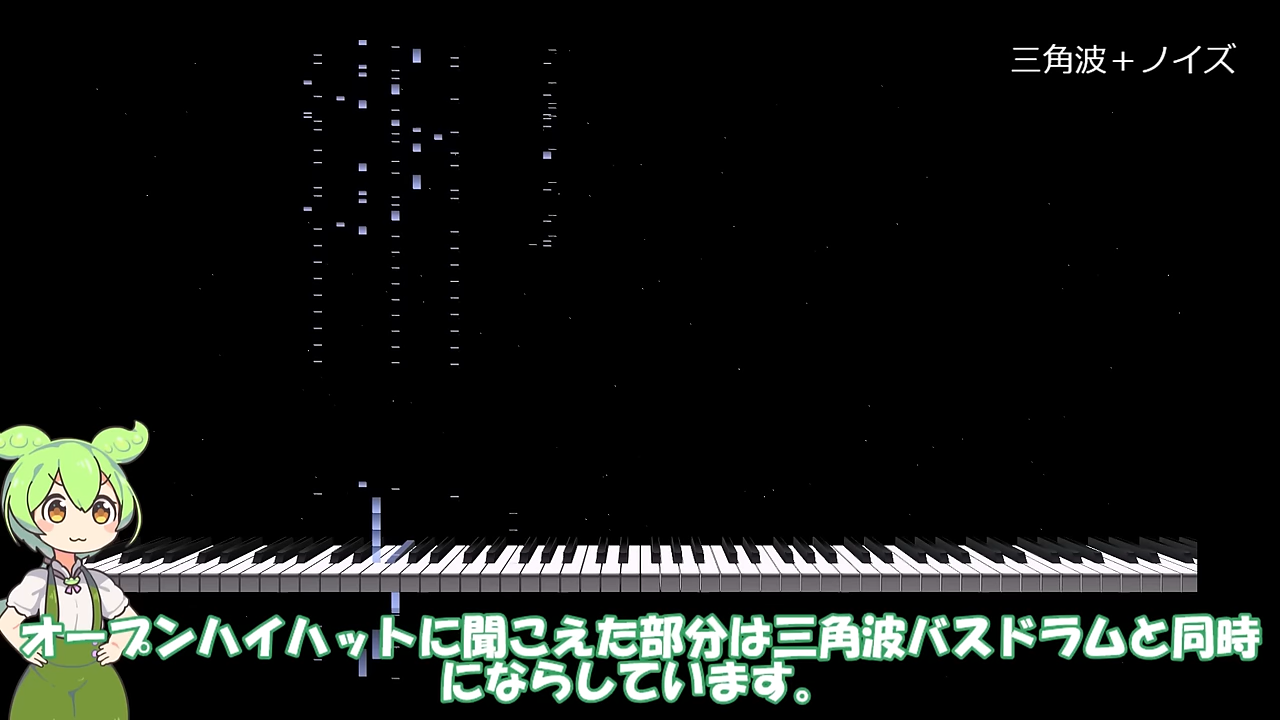 三角波＋ノイズ
オープンハイハットに聞こえた部分は三角波バスドラムと同時
にならしています。